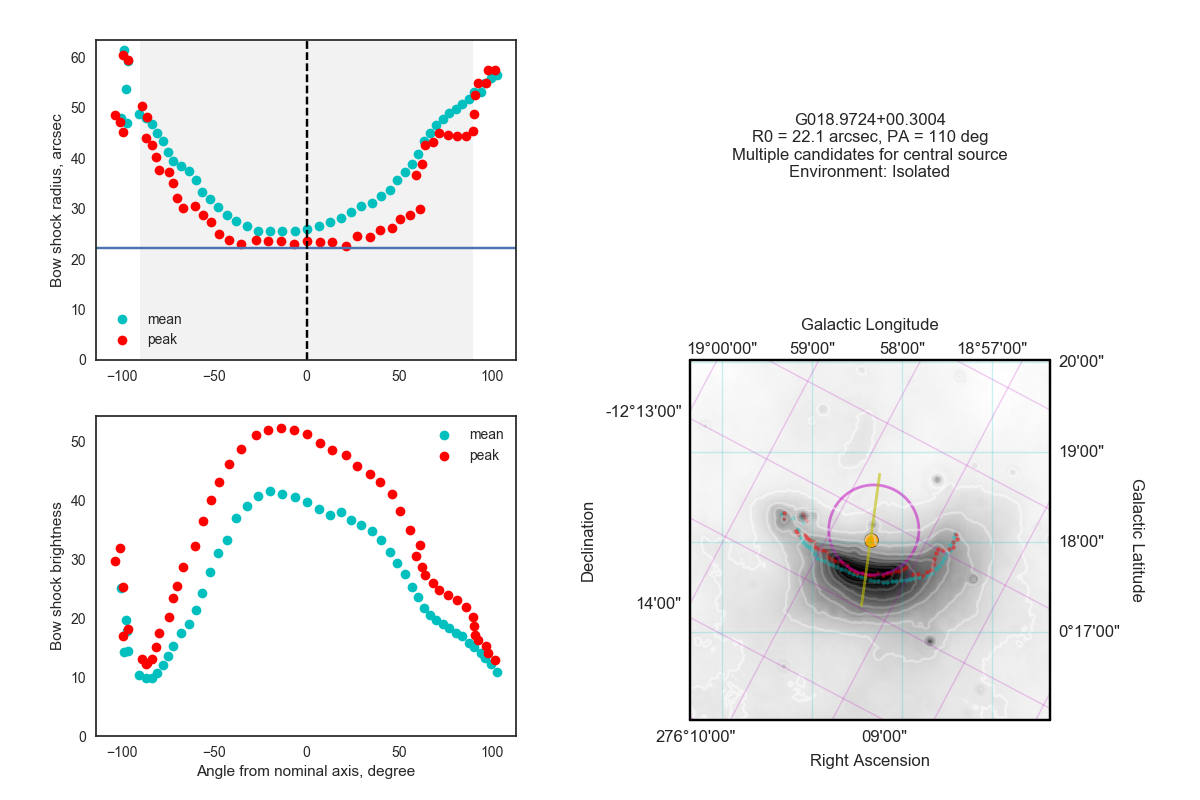 60
50
40
30
20
10
0
Bow shock radius, arcsec
mean
peak
−100
−50
0
50
100
50
40
30
20
10
0
Bow shock brightness
mean
peak
−100
−50
0
50
100
Angle from nominal axis, degree
G018.9724+00.3004
R0 = 22.1 arcsec, PA = 110 deg
Multiple candidates for central source
Environment: Isolated
Galactic Longitude
19°00'00" 59'00" 58'00" 18°57'00"
20'00"
19'00"
18'00"
0°17'00"
Galactic Latitude
-12°13'00"
14'00"
Declination
276°10'00" 09'00"
Right Ascension